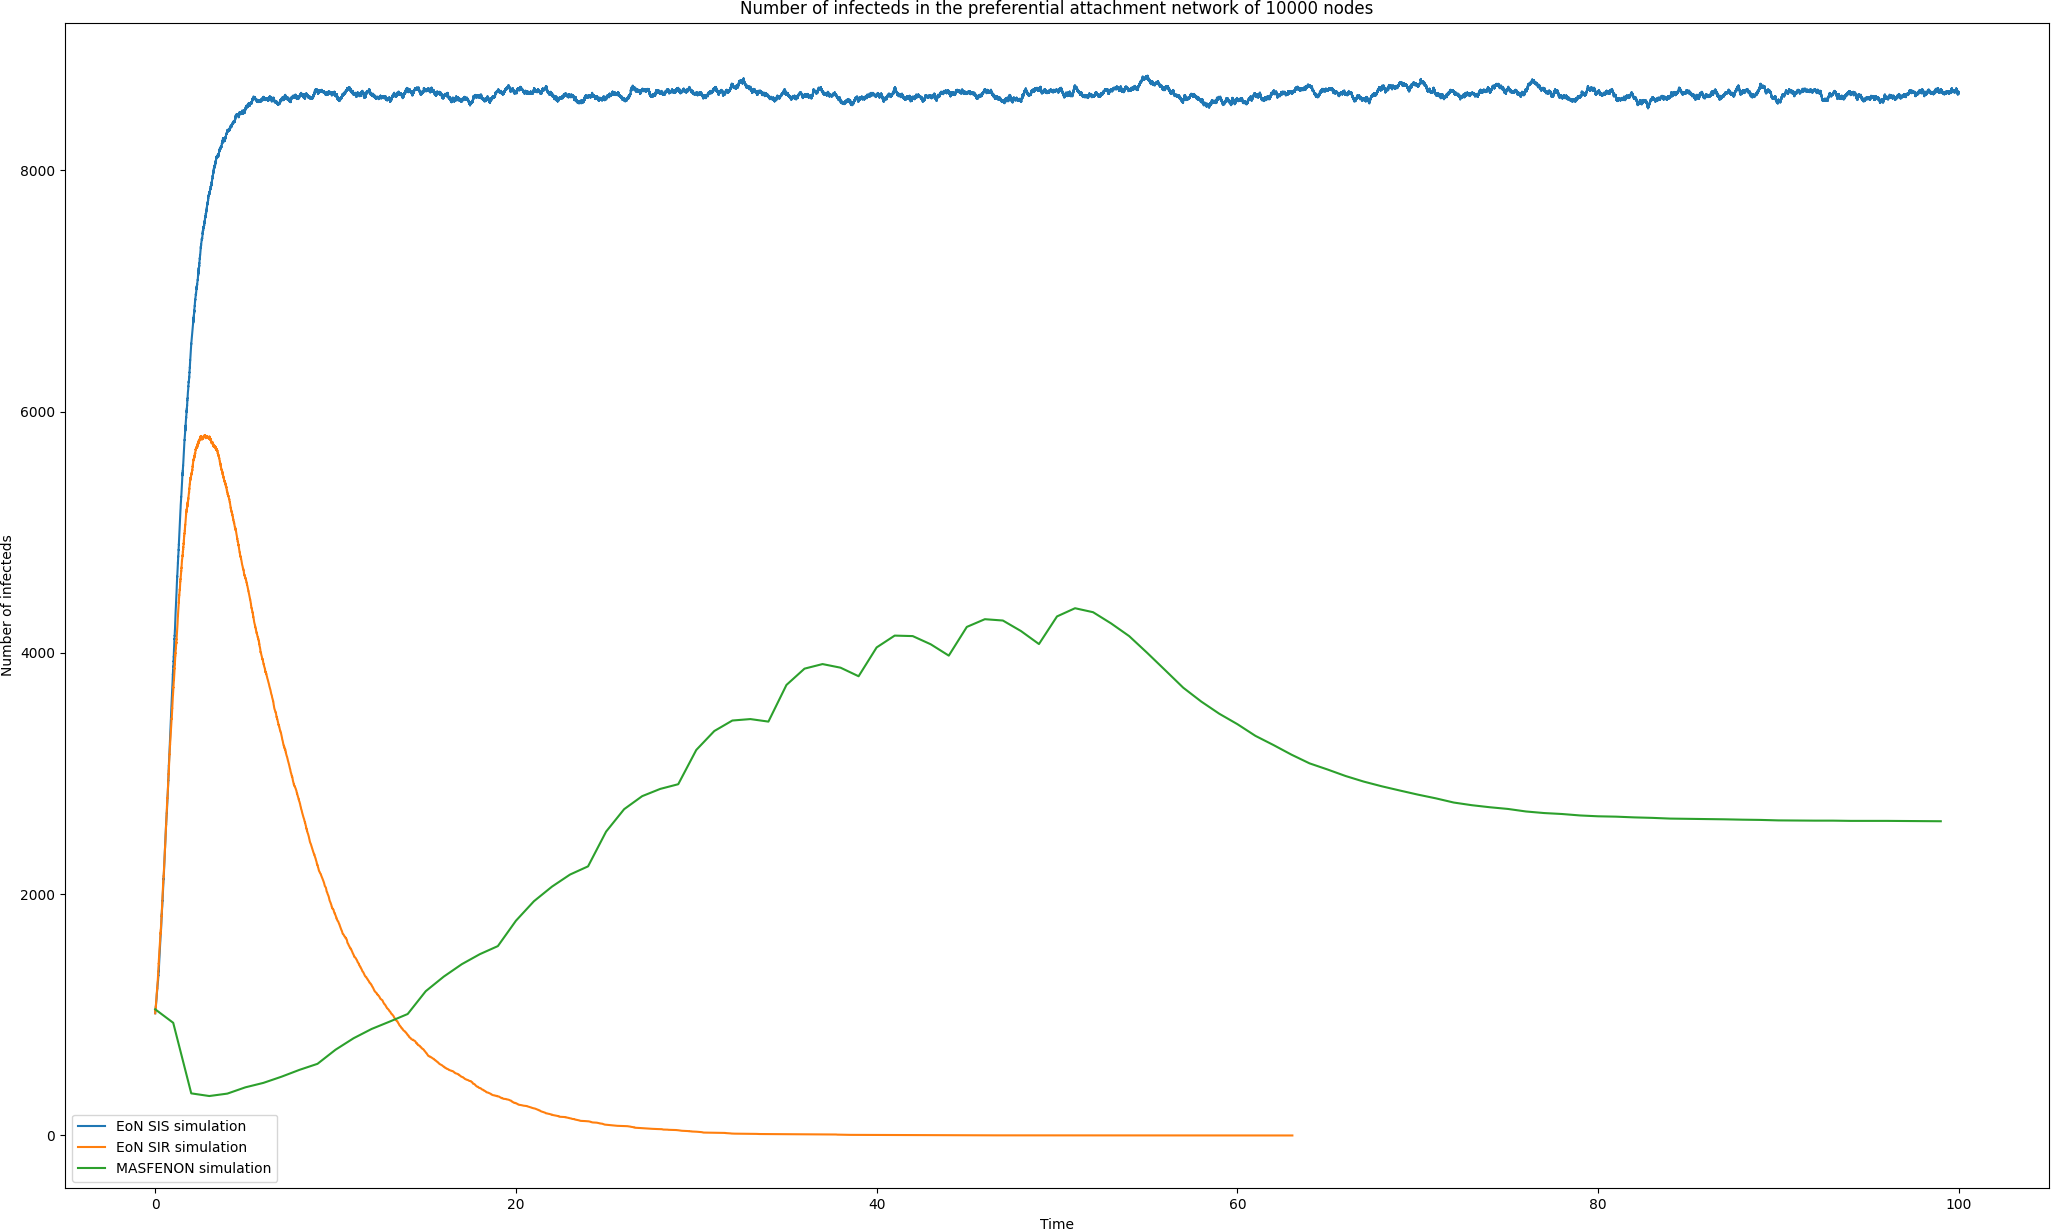 Number of infecteds in the preferential attachment network of 10000 nodes
8000
6000
4000
2000
0
Number of infecteds
EoN SIS simulation
EoN SIR simulation
MASFENON simulation
0 20 40 60 80 100
Time